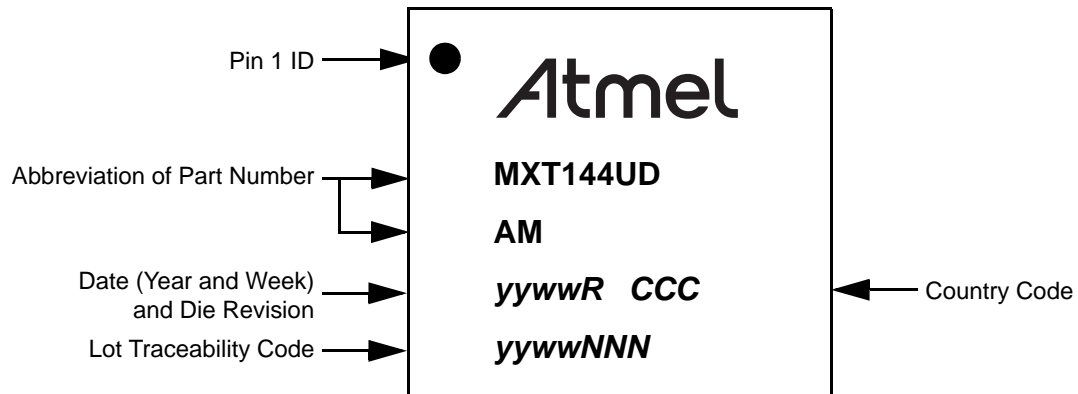 Pin 1 ID
Atmel
Abbreviation of Part Number
MXT144UD
AM
Date (Year and Week)
and Die Revision
yywwR CCC
Country Code
Lot Traceability Code
yywwNNN